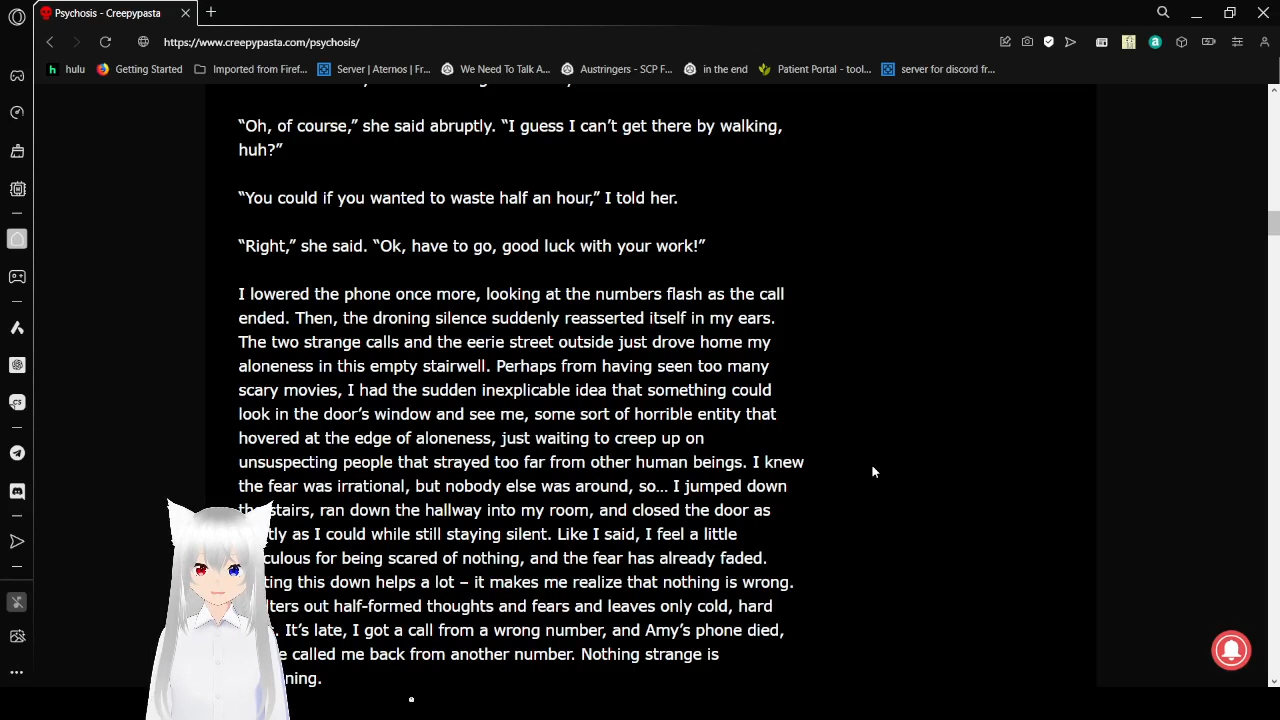 Psychosis - Creepypasta
https://www.creepypasta.com/psychosis/
hulu
Getting Started
Imported from Firef...
Server | Aternos | Fr...
We Need To Talk A...
Austringers - SCP F...
in the end
Patient Portal - tool...
server for discord fr...
“Oh, of course,” she said abruptly. “I guess I can’t get there by walking,
huh?”
“You could if you wanted to waste half an hour,” I told her.
“Right,” she said. “Ok, have to go, good luck with your work!”
I lowered the phone once more, looking at the numbers flash as the call
ended. Then, the droning silence suddenly reasserted itself in my ears.
The two strange calls and the eerie street outside just drove home my
aloneness in this empty stairwell. Perhaps from having seen too many
scary movies, I had the sudden inexplicable idea that something could
look in the door’s window and see me, some sort of horrible entity that
hovered at the edge of aloneness, just waiting to creep up on
unsuspecting people that strayed too far from other human beings. I knew
the fear was irrational, but nobody else was around, so… I jumped down
stairs, ran down the hallway into my room, and closed the door as
as I could while still staying silent. Like I said, I feel a little
for being scared of nothing, and the fear has already faded.
this down helps a lot – it makes me realize that nothing is wrong.
out half-formed thoughts and fears and leaves only cold, hard
It’s late, I got a call from a wrong number, and Amy’s phone died,
called me back from another number. Nothing strange is